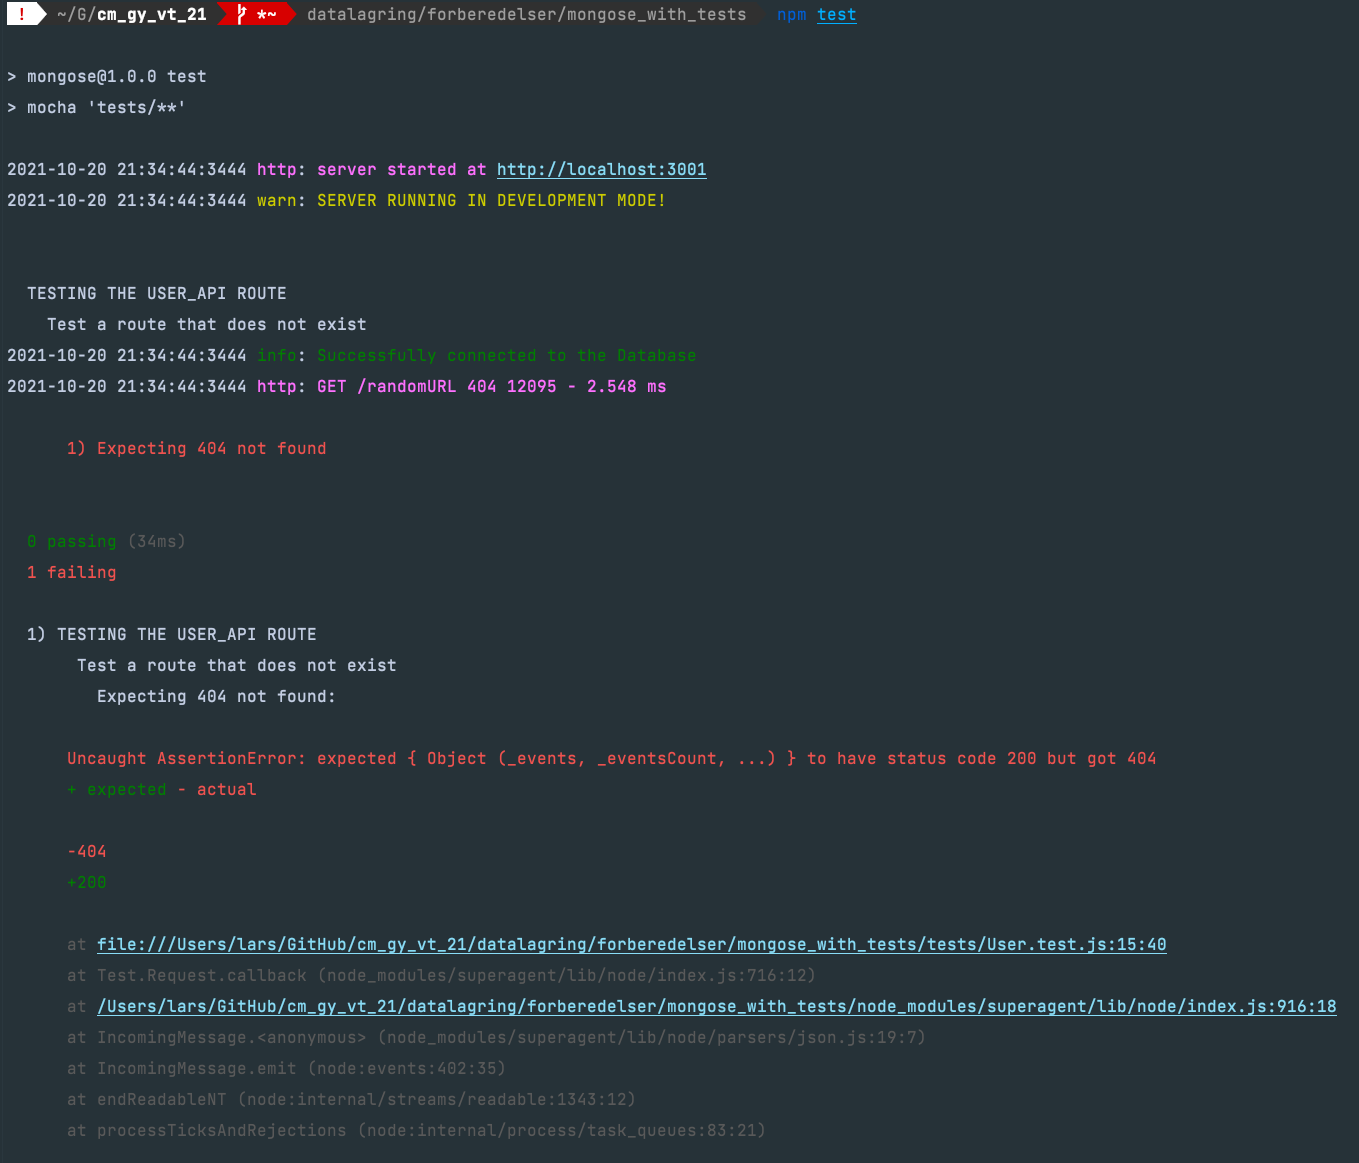 ! ~/G/cm_gy_vt_21 *~ datalagring/forberedelser/mongose_with_tests npm test
> mongose@1.0.0 test
> mocha 'tests/**'
2021-10-20 21:34:44:3444 http: server started at http://localhost:3001
2021-10-20 21:34:44:3444 warn: SERVER RUNNING IN DEVELOPMENT MODE!
TESTING THE USER_API ROUTE
Test a route that does not exist
2021-10-20 21:34:44:3444 info: Successfully connected to the Database
2021-10-20 21:34:44:3444 http: GET /randomURL 404 12095 - 2.548 ms
1) Expecting 404 not found
0 passing (34ms)
1 failing
1) TESTING THE USER_API ROUTE
Test a route that does not exist
Expecting 404 not found:
Uncaught AssertionError: expected { Object (_events, _eventsCount, ...) } to have status code 200 but got 404
+ expected - actual
-404
+200
at file:///Users/lars/GitHub/cm_gy_vt_21/datalagring/forberedelser/mongose_with_tests/tests/User.test.js:15:40
at Test.Request.callback (node_modules/superagent/lib/node/index.js:716:12)
at /Users/lars/GitHub/cm_gy_vt_21/datalagring/forberedelser/mongose_with_tests/node_modules/superagent/lib/node/index.js:916:18
at IncomingMessage.<anonymous> (node_modules/superagent/lib/node/parsers/json.js:19:7)
at IncomingMessage.emit (node:events:402:35)
at endReadableNT (node:internal/streams/readable:1343:12)
at processTicksAndRejections (node:internal/process/task_queues:83:21)